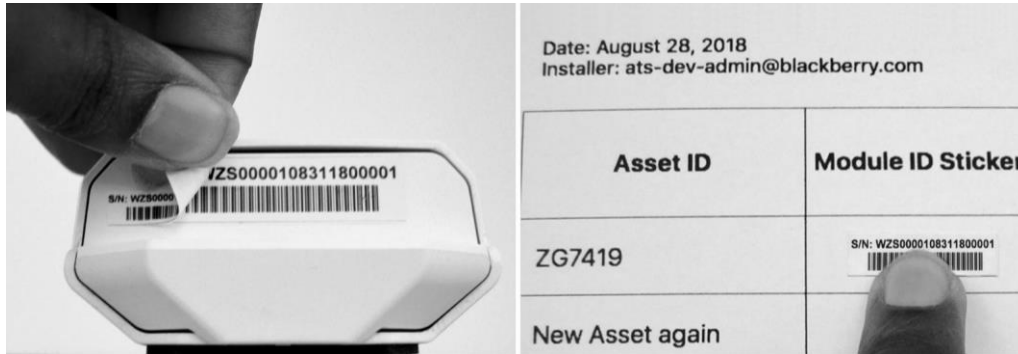 WZS0000108311800001
S/N: WZS0000
Date: August 28, 2018
Installer: ats-dev-admin@blackberry.com
Asset ID
Module ID Sticker
ZG7419
S/N: WZS0000108311800001
New Asset again